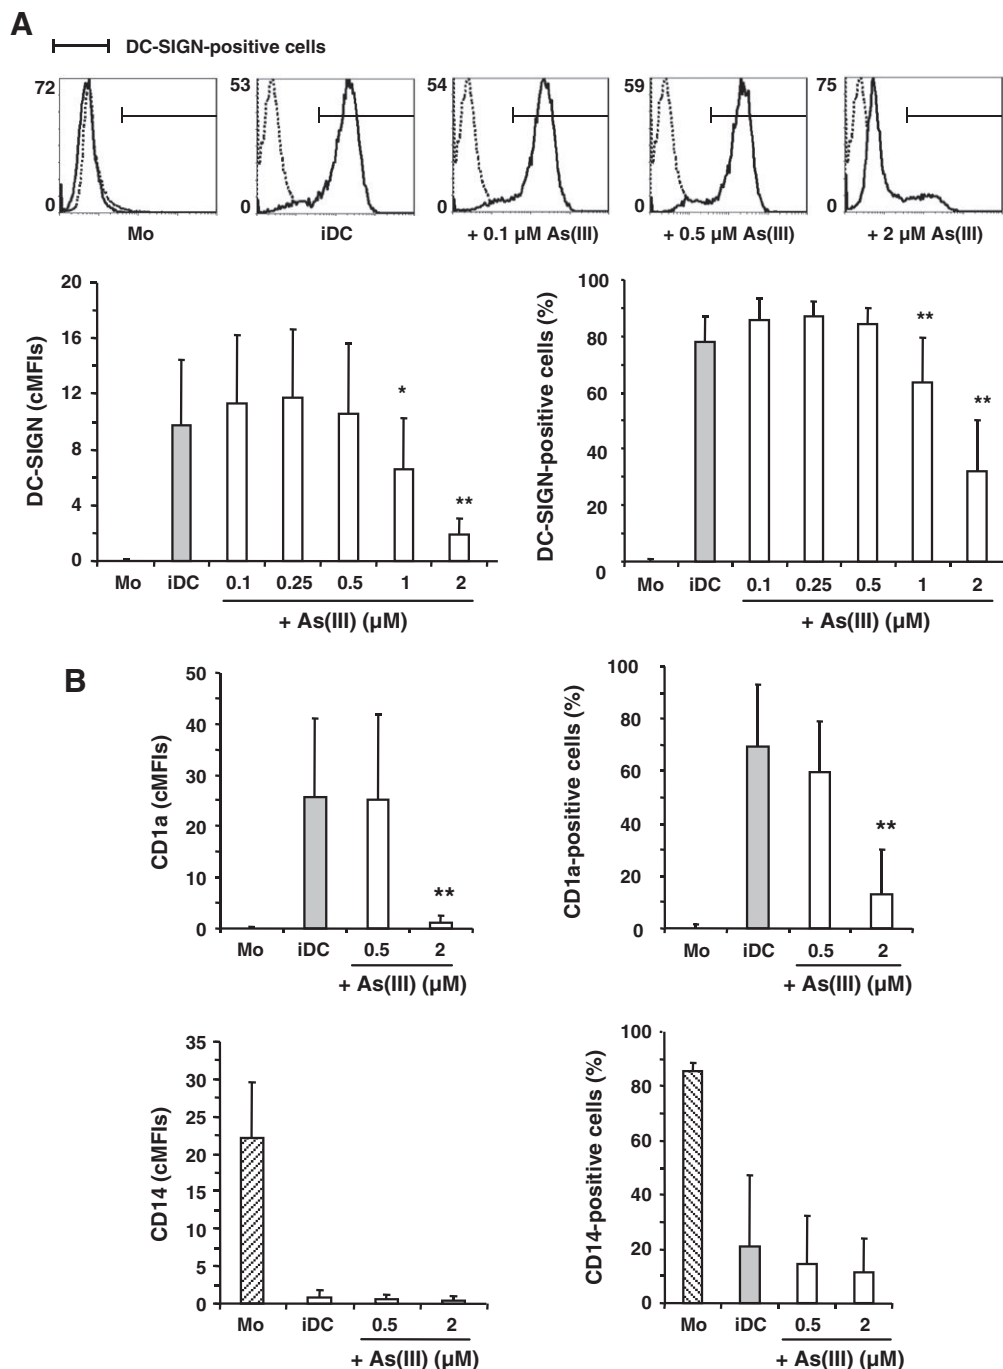 A
DC-SIGN-positive cells
72
0
53
0
54
0
59
0
75
0
Mo
iDC
+ 0.1 µM As(III)
+ 0.5 µM As(III)
+ 2 µM As(III)
DC-SIGN (cMFIs)
20
16
12
8
4
0
*
**
Mo iDC 0.1 0.25 0.5 1 2
+ As(III) (µM)
DC-SIGN-positive cells (%)
100
80
60
40
20
0
**
**
Mo iDC 0.1 0.25 0.5 1 2
+ As(III) (µM)
B
CD1a (cMFIs)
50
40
30
20
10
0
**
Mo iDC 0.5 2
+ As(III) (µM)
CD1a-positive cells (%)
100
80
60
40
20
0
**
Mo iDC 0.5 2
+ As(III) (µM)
CD14 (cMFIs)
35
30
25
20
15
10
5
0
Mo iDC 0.5 2
+ As(III) (µM)
CD14-positive cells (%)
100
80
60
40
20
0
Mo iDC 0.5 2
+ As(III) (µM)